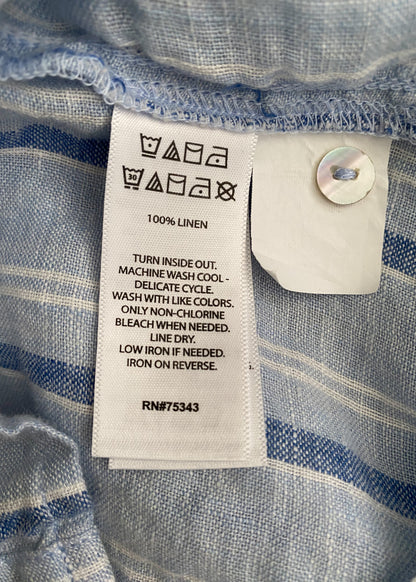 30
100% LINEN
TURN INSIDE OUT.
MACHINE WASH COOL -
DELICATE CYCLE.
WASH WITH LIKE COLORS.
ONLY NON-CHLORINE
BLEACH WHEN NEEDED.
LINE DRY.
LOW IRON IF NEEDED.
IRON ON REVERSE.
RN#75343